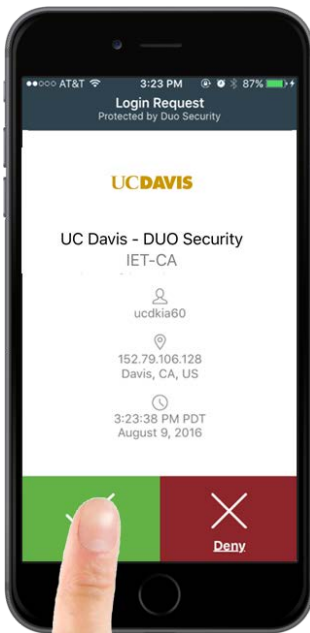 AT&T 3:23 PM 87%
Login Request
Protected by Duo Security
UCDAVIS
UC Davis - DUO Security
IET-CA
ucdkia60
152.79.106.128
Davis, CA, US
3:23:38 PM PDT
August 9, 2016
Deny